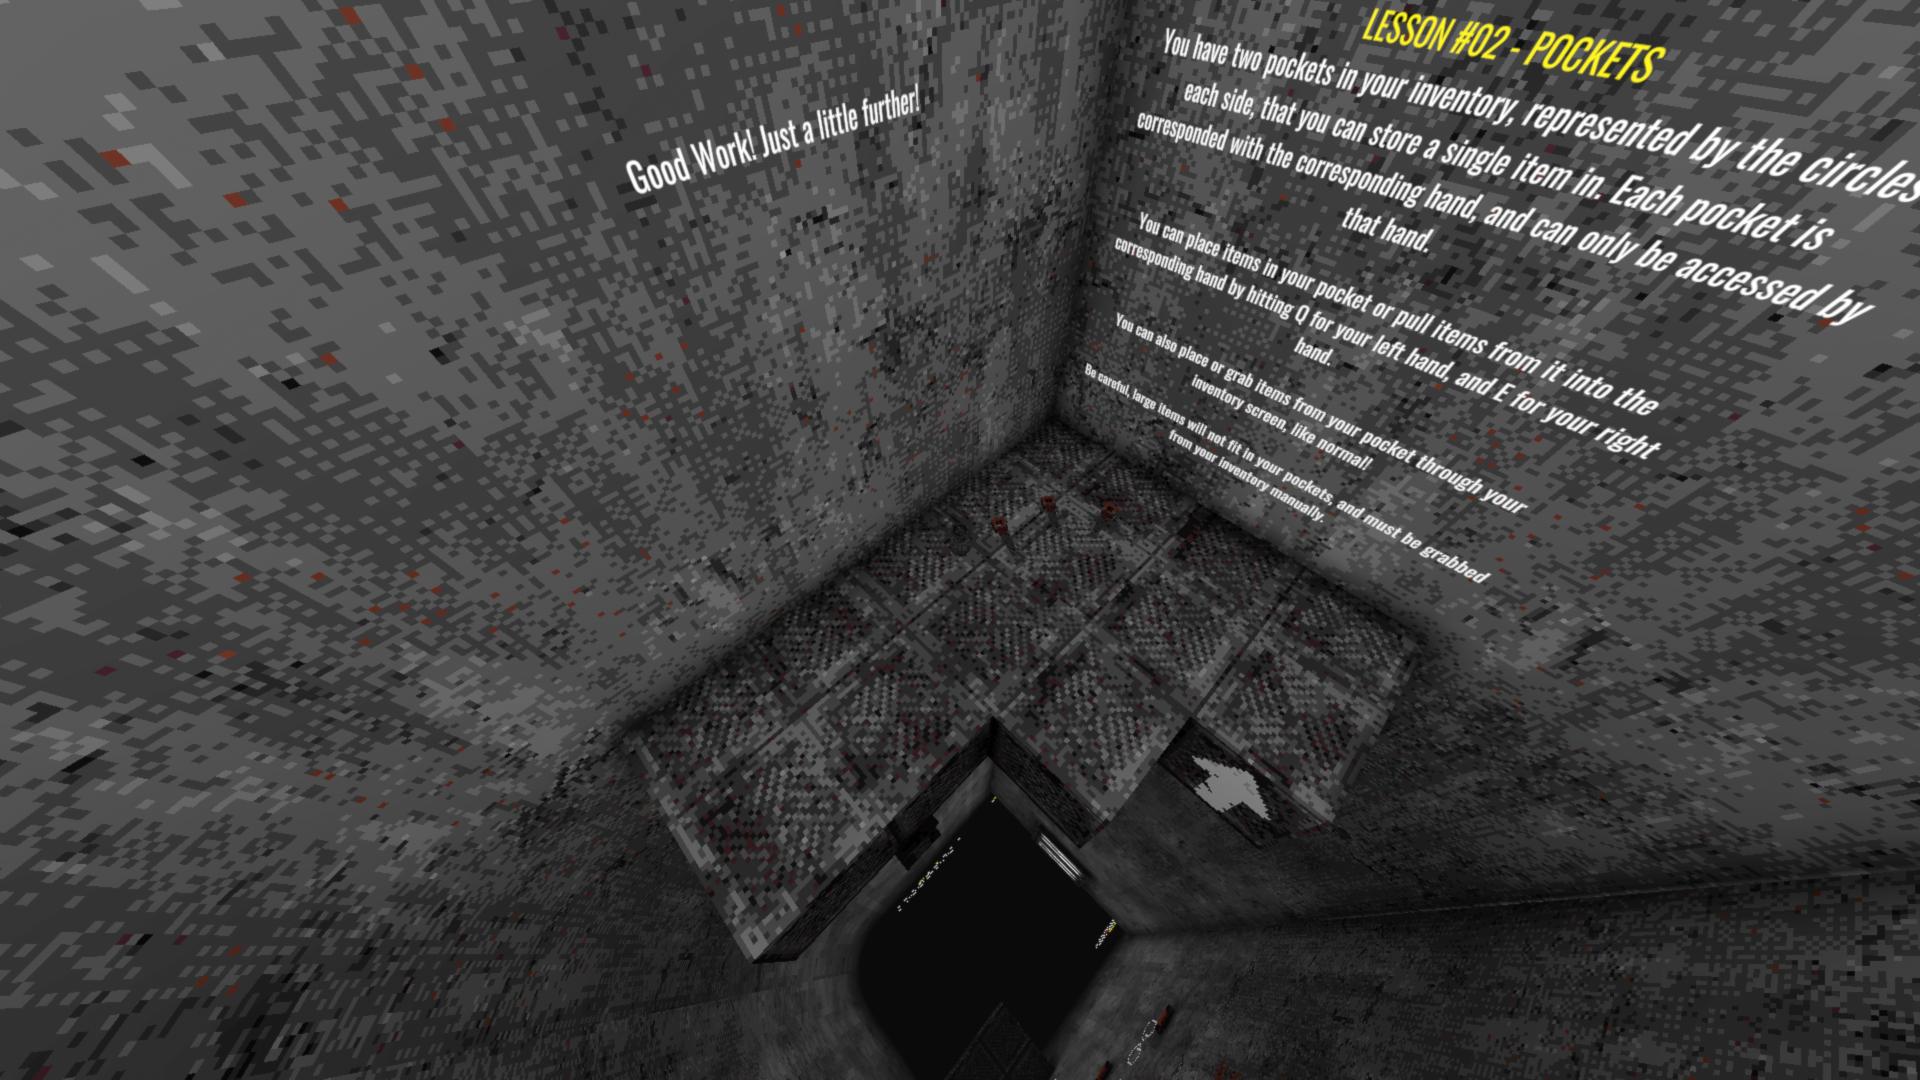 Good Work! Just a little further!
LESSON #02 - POCKETS
You have two pockets in your inventory, represented by the circles
each side, that you can store a single item in. Each pocket is
corresponded with the corresponding hand, and can only be accessed by
that hand.
You can place items in your pocket or pull items from it into the
corresponding hand by hitting Q for your left hand, and E for your right
hand.
You can also place or grab items from your pocket through your
inventory screen, like normal!
Be careful, large items will not fit in your pockets, and must be grabbed
from your inventory manually.